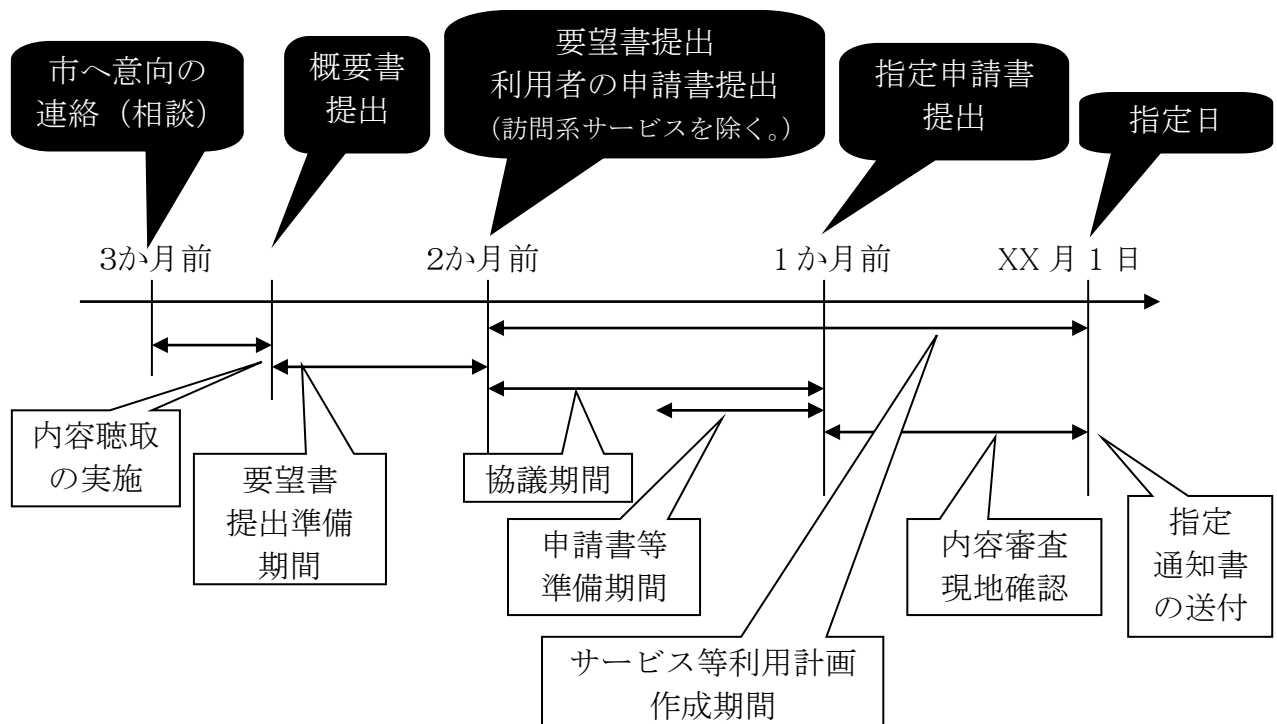 市へ意向の
連絡（相談）
概要書
提出
要望書提出
利用者の申請書提出
（訪問系サービスを除く。）
指定申請書
提出
指定日
3か月前
2か月前
１か月前
XX 月 1 日
内容聴取
の実施
要望書
提出準備
期間
協議期間
申請書等
準備期間
サービス等利用計画
作成期間
内容審査
現地確認
指定
通知書
の送付